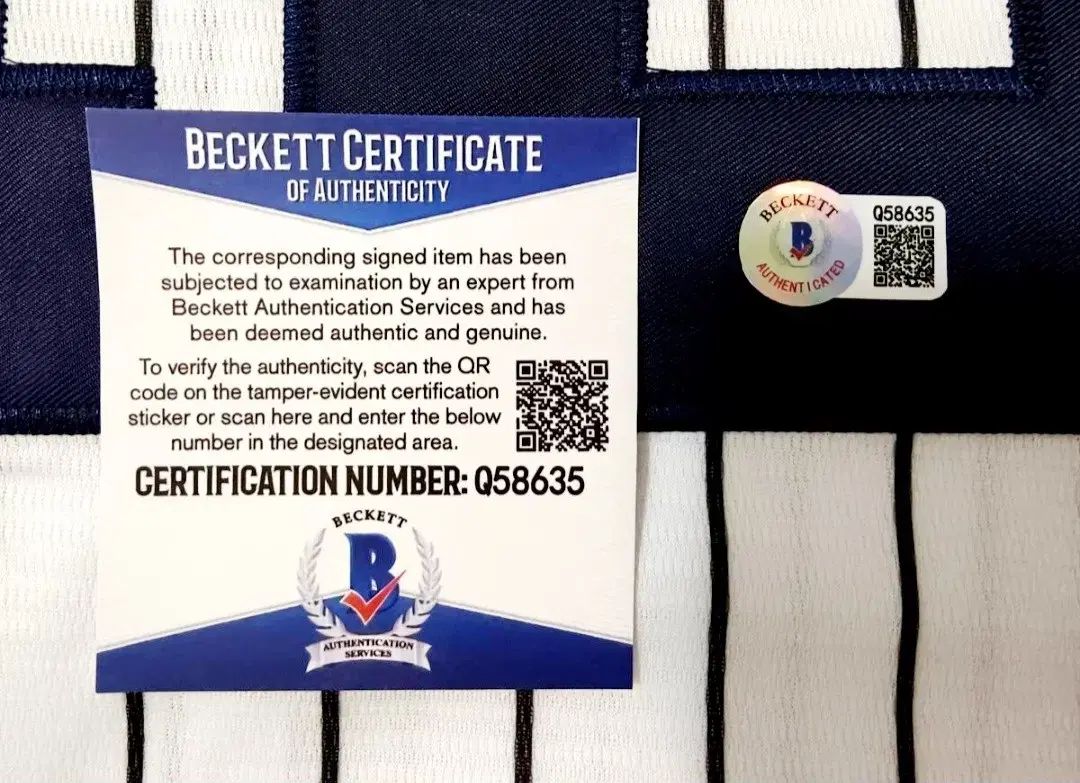 BECKETT CERTIFICATE
OF AUTHENTICITY
The corresponding signed item has been
subjected to examination by an expert from
Beckett Authentication Services and has
been deemed authentic and genuine.
To verify the authenticity, scan the QR
code on the tamper-evident certification
sticker or scan here and enter the below
number in the designated area.
CERTIFICATION NUMBER: Q58635
BECKETT
B
AUTHENTICATION
SERVICES
BECKETT
B
AUTHENTICATED
Q58635